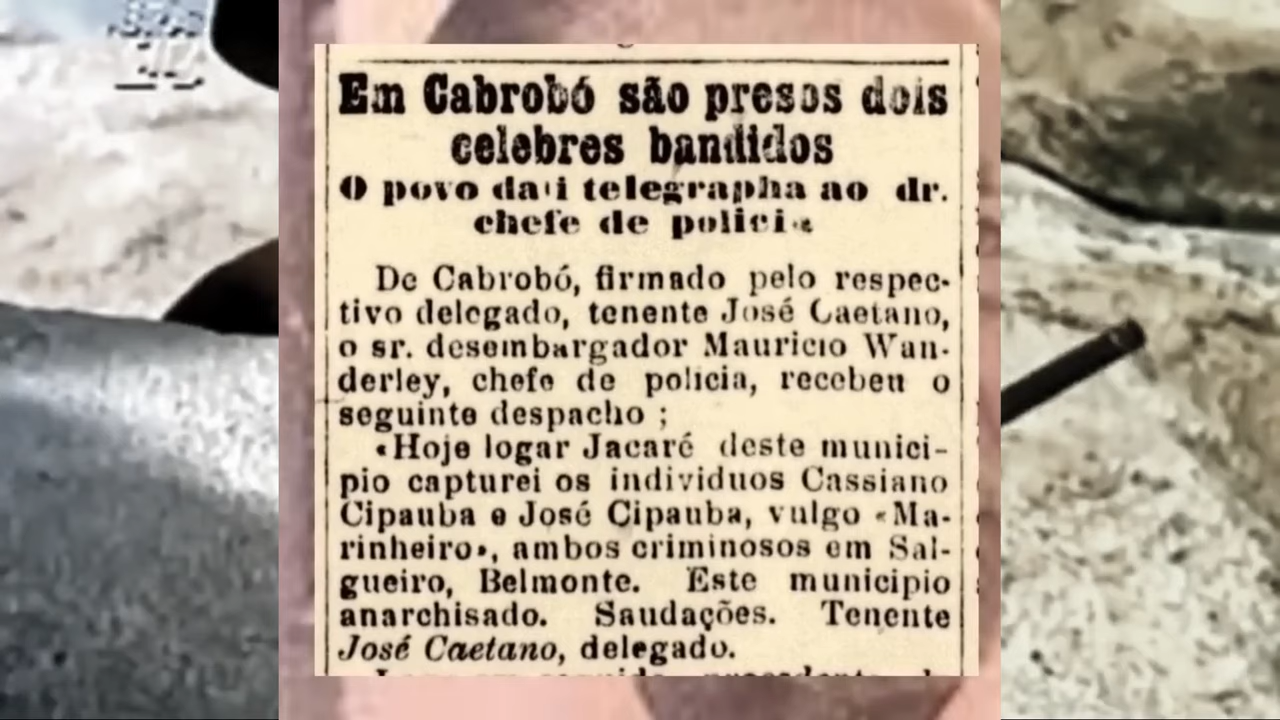 Em Cabrobó são presos dois
celebres bandidos
O povo dahi telegrapha ao dr.
chefe de policia
De Cabrobó, firmado pelo respec-
tivo delegado, tenente José Caetano,
o sr. desembargador Mauricio Wan-
derley, chefe de policia, recebeu o
seguinte despacho ;
«Hoje logar Jacaré deste munici-
pio capturei os individuos Cassiano
Cipauba e José Cipauba, vulgo «Ma-
rinheiro», ambos criminosos em Sal-
gueiro, Belmonte. Este municipio
anarchisado. Saudações. Tenente
José Caetano, delegado.